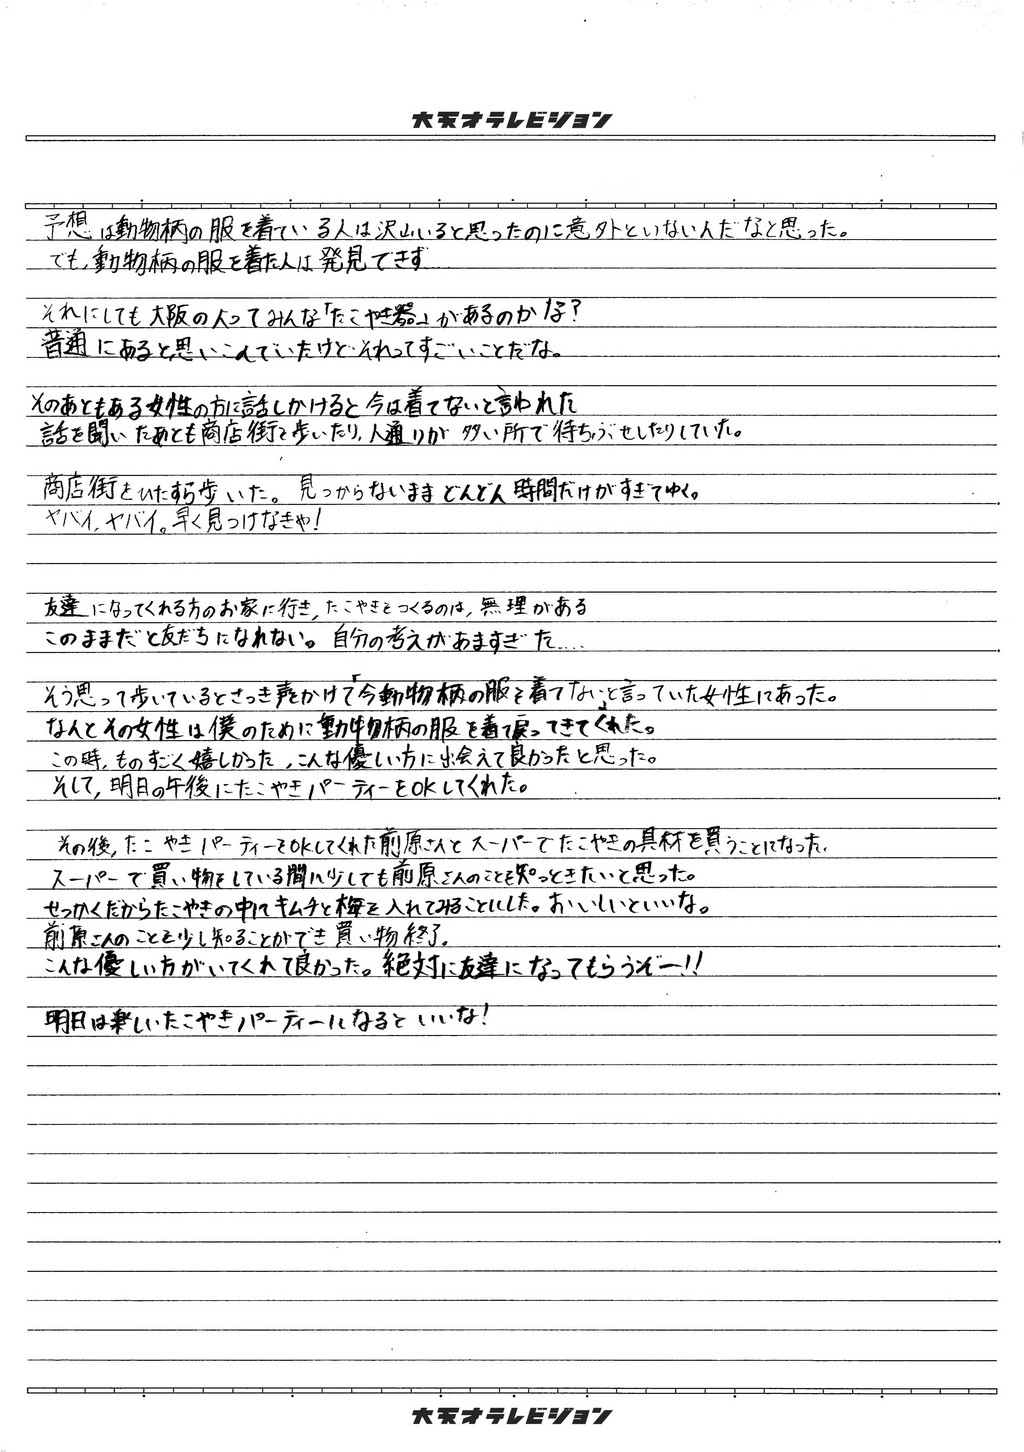 大天才テレビジョン
予想は動物柄の服を着ている人は沢山いると思ったのに意外といないんだなと思った。
でも、動物柄の服を着た人は発見できず....
それにしても大阪の人ってみんな「たこやき器」があるのかな?
普通にあると思いこんでいたけどそれってすごいことだな。
そのあともある女性の方に話しかけると今は着てないと言われた
話を聞いたあとも商店街を歩いたり、人通りが多い所で待ちぶせしたりしていた。
商店街をひたすら歩いた。見つからないままどんどん時間だけがすぎてゆく。
ヤバイ、ヤバイ。早く見つけなきゃ!
友達になってくれる方のお家に行き、たこやきをつくるのは、無理がある
このままだと友だちになれない。自分の考えがあますぎた....
そう思って歩いているとさっき声をかけて「今動物柄の服を着てない」と言っていた女性にあった。
なんとその女性は僕のために動物柄の服を着て戻ってきてくれた。
この時、ものすごく嬉しかった、こんな優しい方に出会えて良かったと思った。
そして、明日の午後にたこやきパーティーをOKしてくれた。
その後、たこやきパーティーをOKしてくれた前原さんとスーパーでたこやきの具材を買うことになった、
スーパーで買い物をしている間に少しでも前原さんのことを知っときたいと思った。
せっかくだからたこやきの中にキムチと梅を入れてみることにした。おいしいといいな。
前原さんのことを少し知ることができ買い物終了。
こんな優しい方がいてくれて良かった。絶対に友達になってもらうぞー!!
明日は楽しいたこやきパーティーになるといいな!
大天才テレビジョン